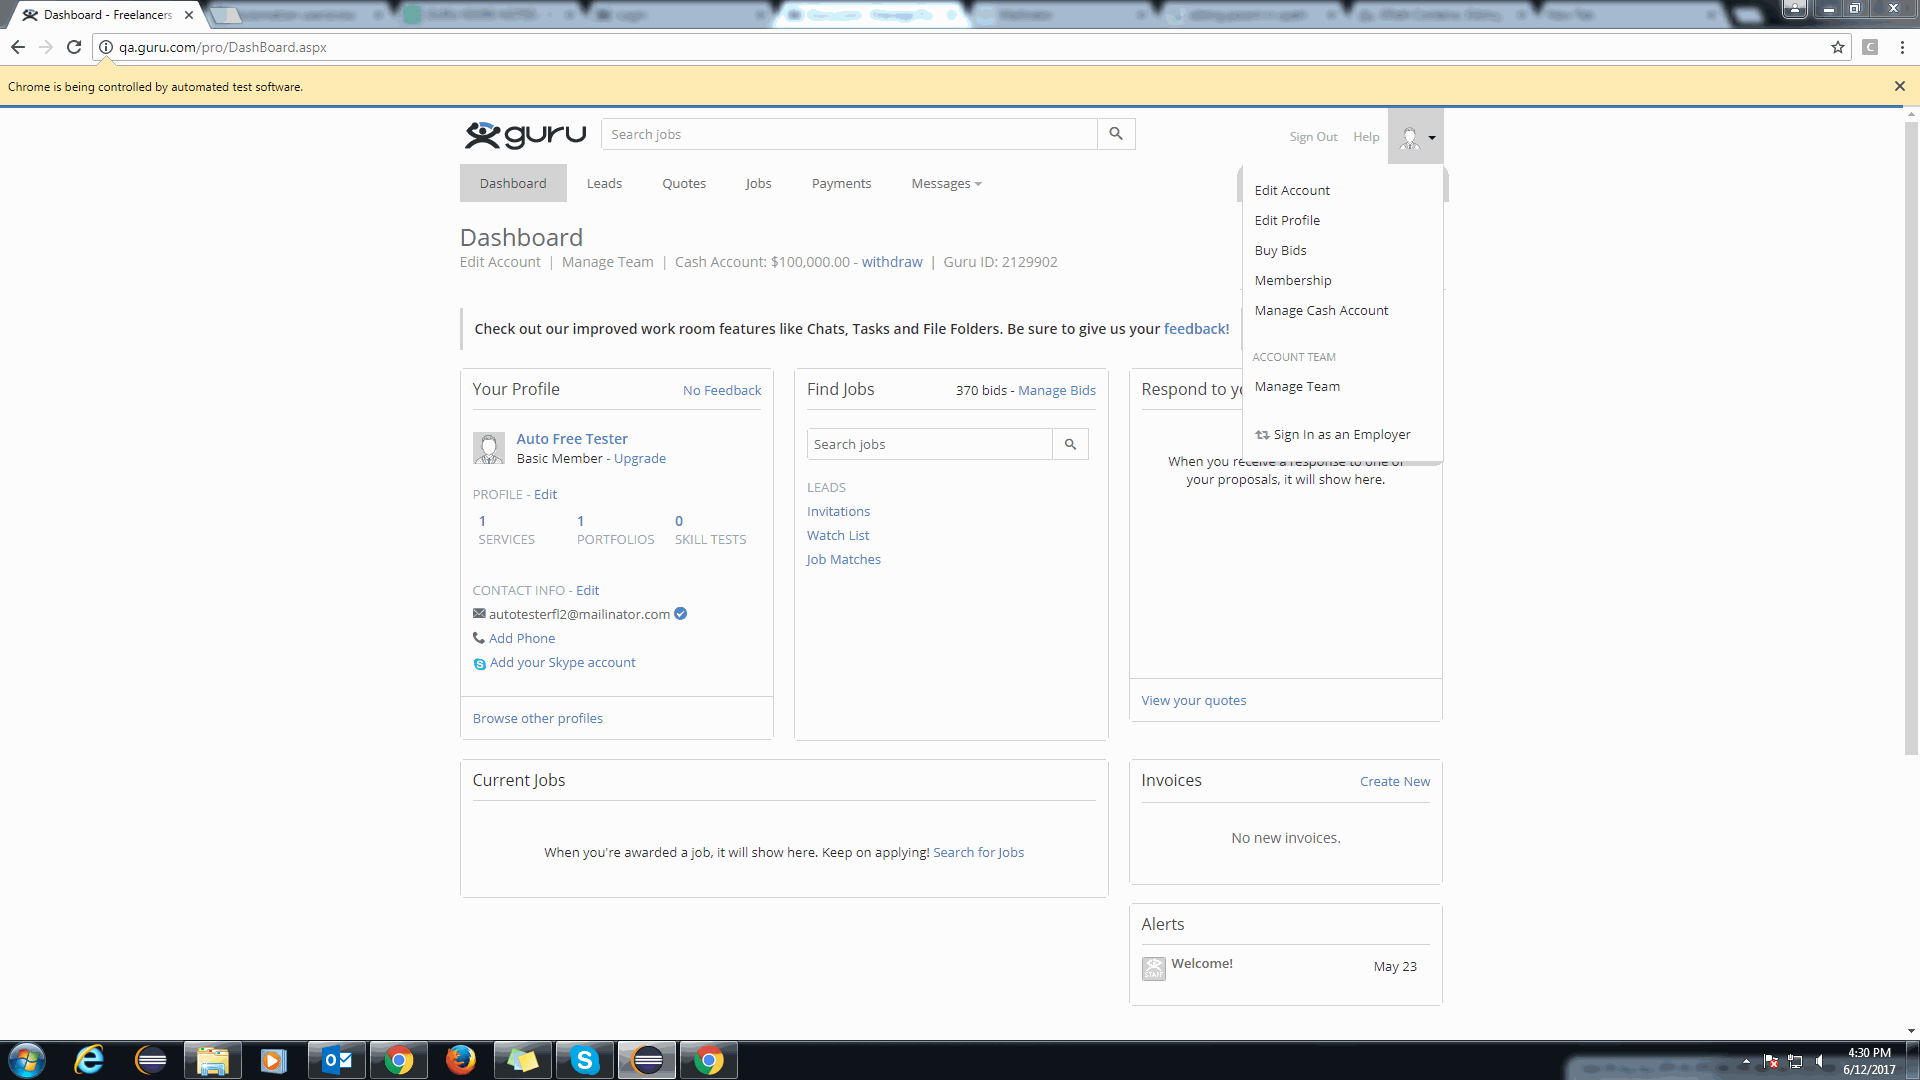 Dashboard - Freelancers
qa.guru.com/pro/DashBoard.aspx
Chrome is being controlled by automated test software.
guru
Search jobs
Sign Out
Help
Dashboard
Leads
Quotes
Jobs
Payments
Messages
Edit Account
Edit Profile
Buy Bids
Membership
Manage Cash Account
ACCOUNT TEAM
Manage Team
Sign In as an Employer
Dashboard
Edit Account | Manage Team | Cash Account: $100,000.00 - withdraw | Guru ID: 2129902
Check out our improved work room features like Chats, Tasks and File Folders. Be sure to give us your feedback!
Your Profile
No Feedback
Auto Free Tester
Basic Member - Upgrade
PROFILE - Edit
1
SERVICES
1
PORTFOLIOS
0
SKILL TESTS
CONTACT INFO - Edit
autotesterfl2@mailinator.com
Add Phone
Add your Skype account
Browse other profiles
Find Jobs
370 bids - Manage Bids
Search jobs
LEADS
Invitations
Watch List
Job Matches
Respond to yo
When you receive a response to one of
your proposals, it will show here.
View your quotes
Current Jobs
When you're awarded a job, it will show here. Keep on applying! Search for Jobs
Invoices
Create New
No new invoices.
Alerts
STAFF
Welcome!
May 23
4:30 PM
6/12/2017